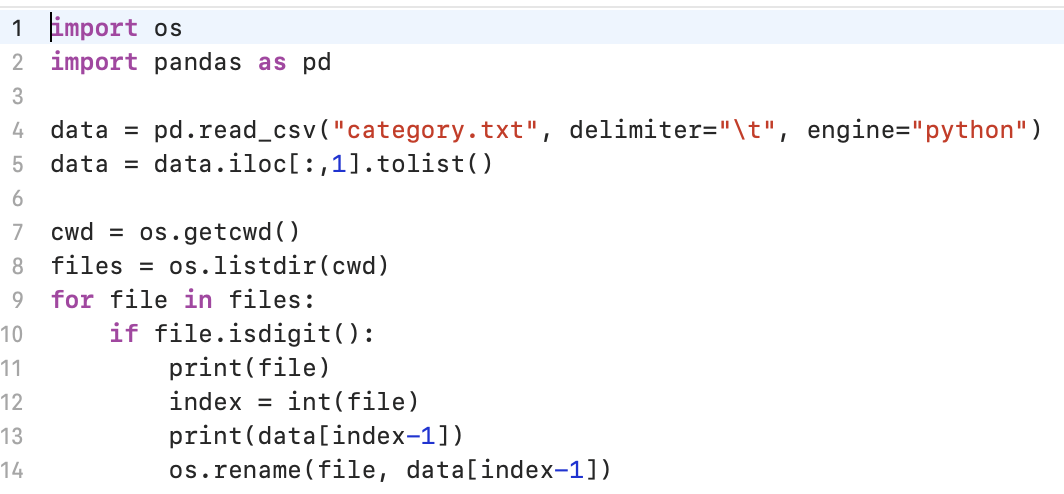 1 import os
2 import pandas as pd
3
4 data = pd.read_csv("category.txt", delimiter="\t", engine="python")
5 data = data.iloc[:,1].tolist()
6
7 cwd = os.getcwd()
8 files = os.listdir(cwd)
9 for file in files:
10     if file.isdigit():
11         print(file)
12         index = int(file)
13         print(data[index-1])
14         os.rename(file, data[index-1])